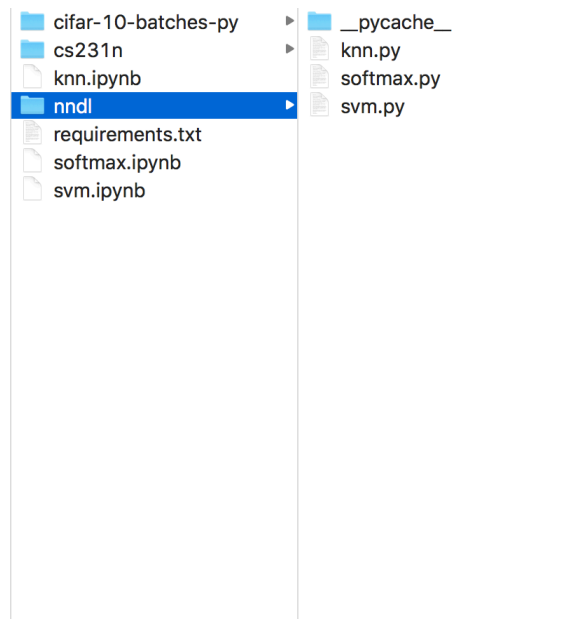 cifar-10-batches-py
cs231n
knn.ipynb
nndl
requirements.txt
softmax.ipynb
svm.ipynb
__pycache__
knn.py
softmax.py
svm.py